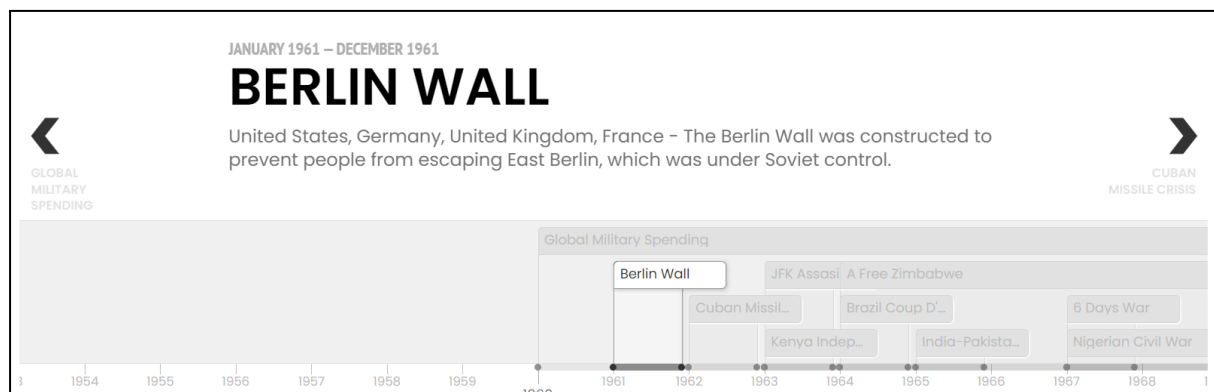 JANUARY 1961 – DECEMBER 1961
BERLIN WALL
United States, Germany, United Kingdom, France - The Berlin Wall was constructed to
prevent people from escaping East Berlin, which was under Soviet control.
GLOBAL
MILITARY
SPENDING
CUBAN
MISSILE CRISIS
Global Military Spending
Berlin Wall
JFK Assasi
A Free Zimbabwe
Cuban Missil...
Brazil Coup D'...
6 Days War
Kenya Indep...
India-Pakista...
Nigerian Civil War
1954 1955 1956 1957 1958 1959 1961 1962 1963 1964 1965 1966 1967 1968